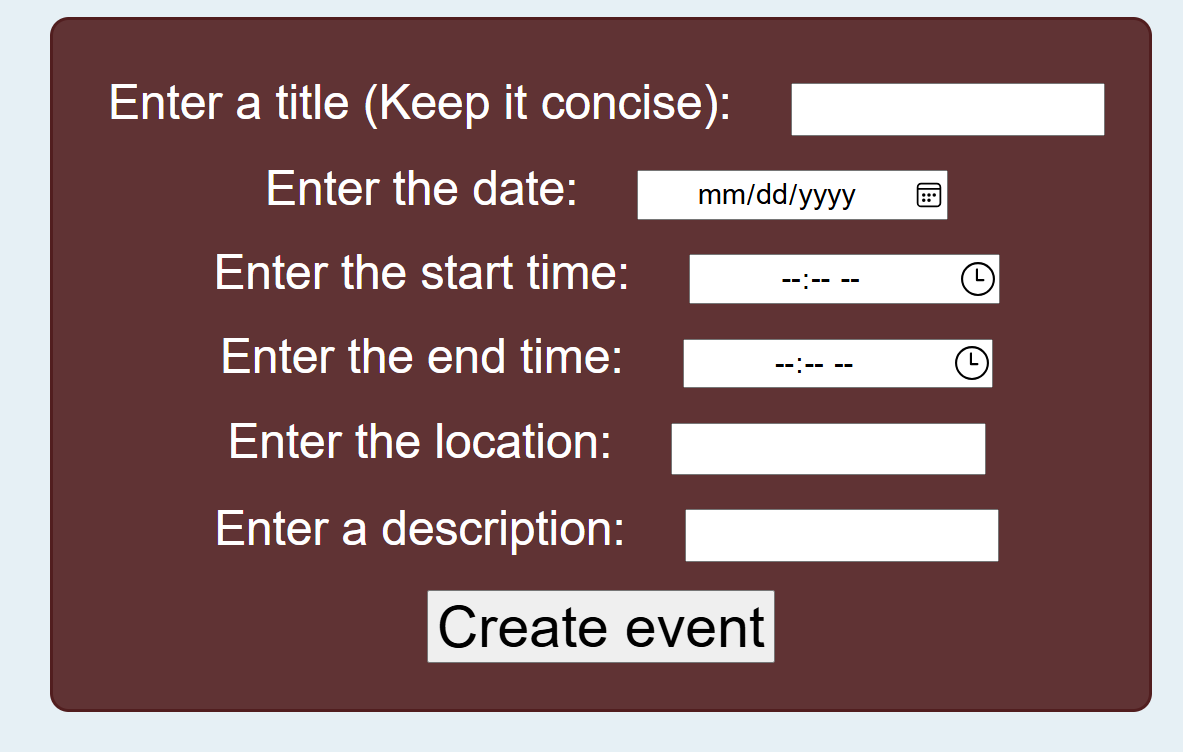 Enter a title (Keep it concise):
Enter the date: mm/dd/yyyy
Enter the start time: --:-- --
Enter the end time: --:-- --
Enter the location:
Enter a description:
Create event